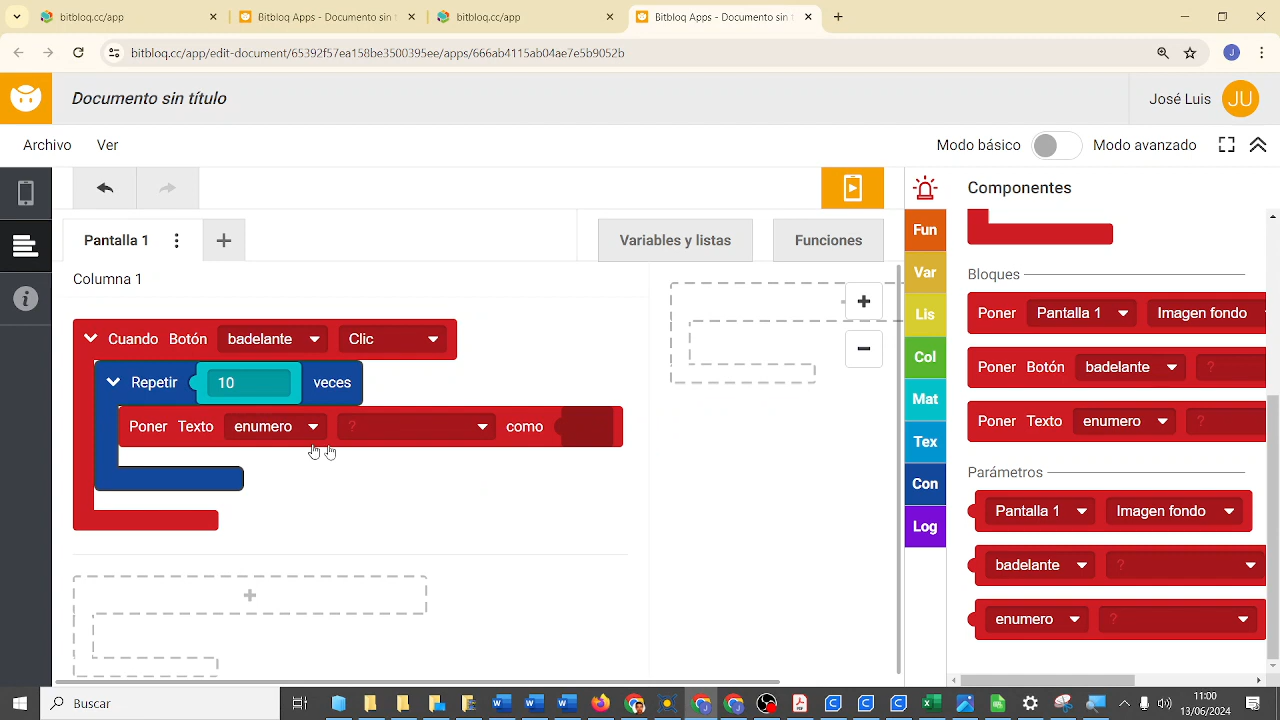 bitbloq.cc/app
Bitbloq Apps - Documento sin t
bitbloq.cc/app
Bitbloq Apps - Documento sin t
bitbloq.cc/app/edit-document/65392f57ea158be3500395ee/apps/666ab4115ab04ae7e5b9052b
J
Documento sin título
José Luis JU
Archivo Ver
Modo básico Modo avanzado
Componentes
Pantalla 1
Variables y listas
Funciones
Fun
Var
Lis
Col
Mat
Tex
Con
Log
Columna 1
Cuando Botón badelante Clic
Repetir 10 veces
Poner Texto enumero ? como
Bloques
Poner Pantalla 1 Imagen fondo
Poner Botón badelante ?
Poner Texto enumero ?
Parámetros
Pantalla 1 Imagen fondo
badelante ?
enumero ?
Buscar
11:00
13/06/2024